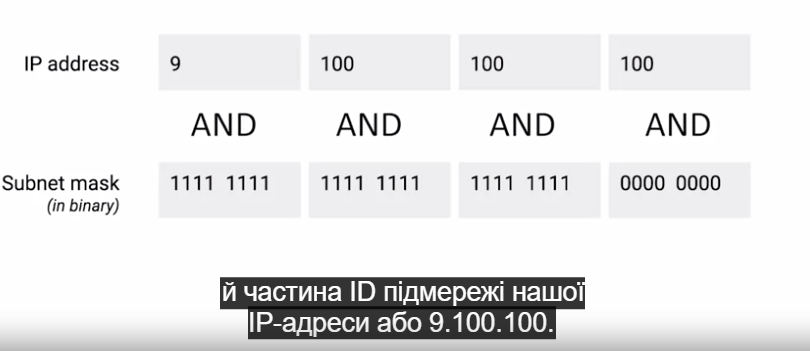 IP address 9 100 100 100
AND AND AND AND
Subnet mask 1111 1111 1111 1111 1111 1111 0000 0000
(in binary)
й частина ID підмережі нашої
IP-адреси або 9.100.100.